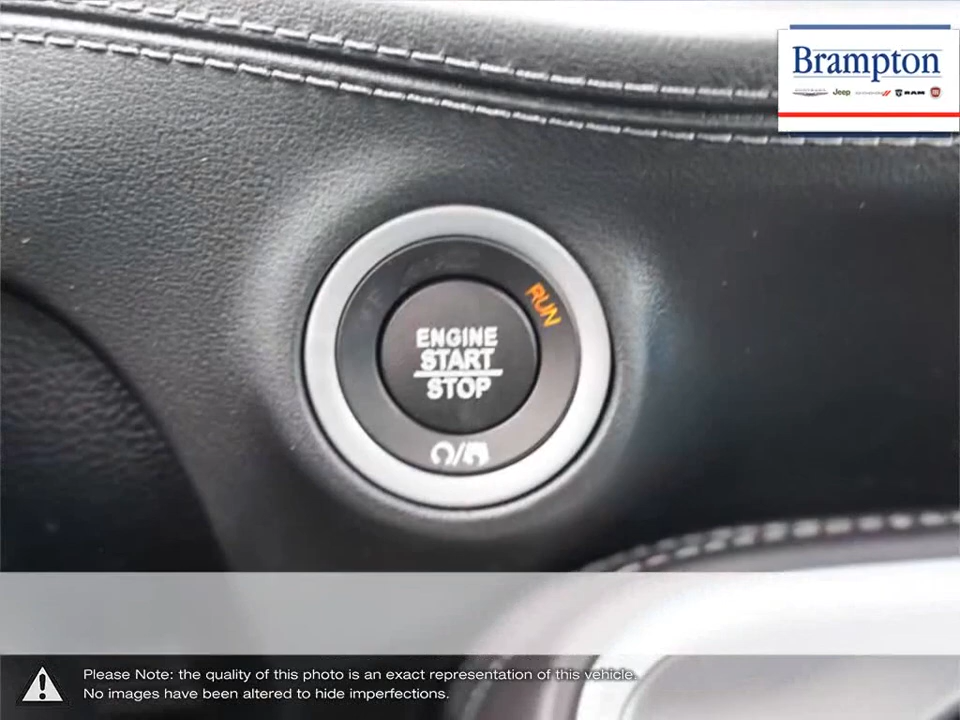 Brampton
Jeep
RAM
RUN
ENGINE
START
STOP
Please Note: the quality of this photo is an exact representation of this vehicle.
No images have been altered to hide imperfections.